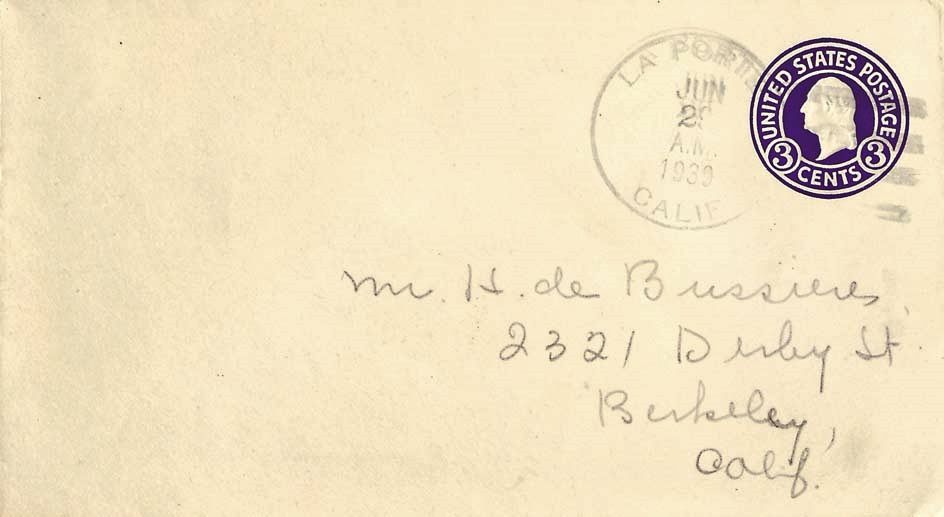 LA PORTE
JUN
A.M.
1939
CALIF
UNITED STATES POSTAGE
3 CENTS 3
Mr. H. de Bussieres,
2321 Derby St.
Berkeley,
Calif.